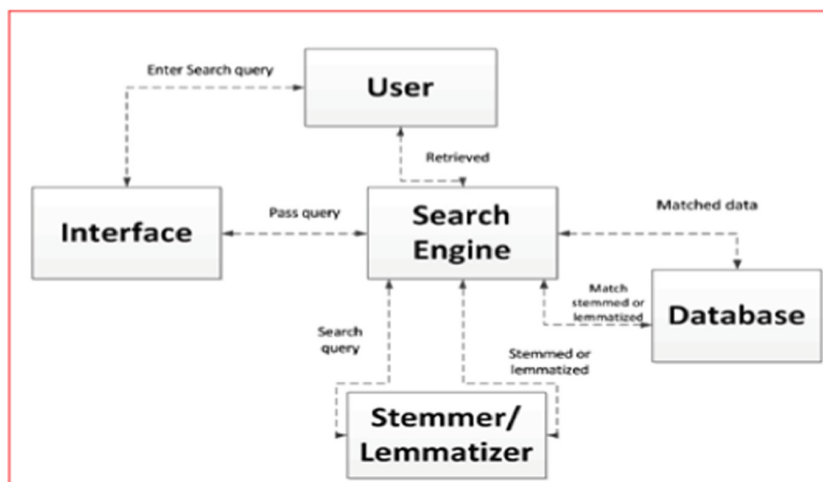 Enter Search query
User
Retrieved
Interface
Pass query
Search
Engine
Matched data
Match
stemmed or
lemmatized
Database
Search
query
Stemmed or
lemmatized
Stemmer/
Lemmatizer